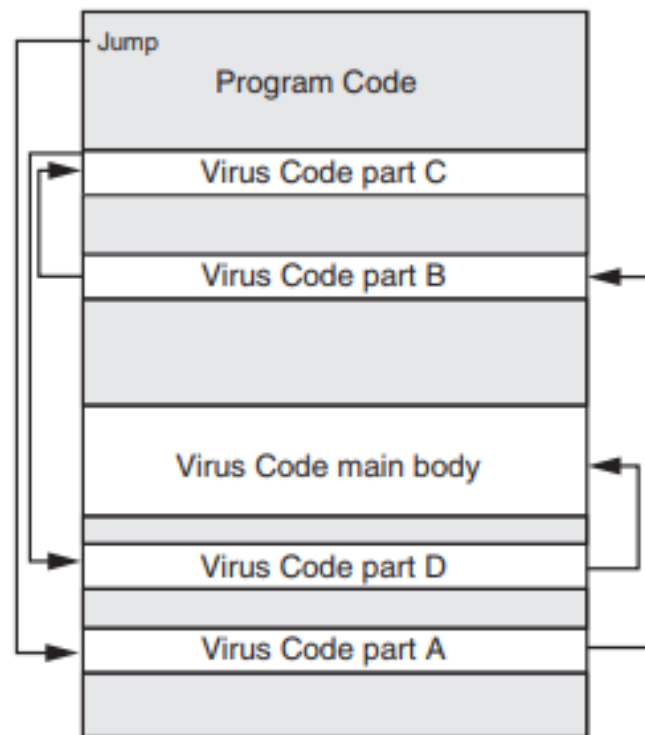 Jump
Program Code
Virus Code part C
Virus Code part B
Virus Code main body
Virus Code part D
Virus Code part A